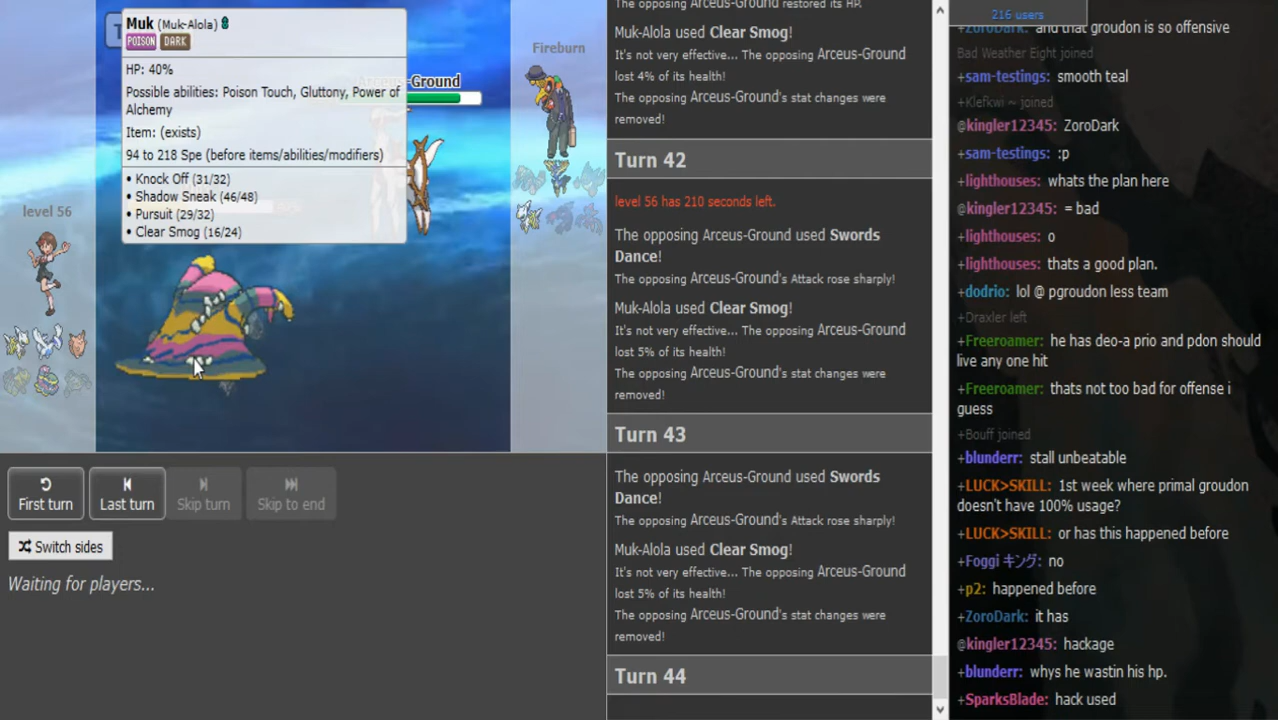 Muk (Muk-Alola)
POISON DARK
HP: 40%
Possible abilities: Poison Touch, Gluttony, Power of
Alchemy
Item: (exists)
94 to 218 Spe (before items/abilities/modifiers)
• Knock Off (31/32)
• Shadow Sneak (46/48)
• Pursuit (29/32)
• Clear Smog (16/24)
-Ground
Fireburn
level 56
First turn
Last turn
Skip turn
Skip to end
Switch sides
Waiting for players...
The opposing Arceus-Ground restored its HP.
Muk-Alola used Clear Smog!
It's not very effective... The opposing Arceus-Ground
lost 4% of its health!
The opposing Arceus-Ground's stat changes were
removed!
Turn 42
level 56 has 210 seconds left.
The opposing Arceus-Ground used Swords
Dance!
The opposing Arceus-Ground's Attack rose sharply!
Muk-Alola used Clear Smog!
It's not very effective... The opposing Arceus-Ground
lost 5% of its health!
The opposing Arceus-Ground's stat changes were
removed!
Turn 43
The opposing Arceus-Ground used Swords
Dance!
The opposing Arceus-Ground's Attack rose sharply!
Muk-Alola used Clear Smog!
It's not very effective... The opposing Arceus-Ground
lost 5% of its health!
The opposing Arceus-Ground's stat changes were
removed!
Turn 44
216 users
+ZoroDark: and that groudon is so offensive
Bad Weather Eight joined
+sam-testings: smooth teal
+Klefkwi ~ joined
@kingler12345: ZoroDark
+sam-testings: :p
+lighthouses: whats the plan here
@kingler12345: = bad
+lighthouses: o
+lighthouses: thats a good plan.
+dodrio: lol @ pgroudon less team
+Draxler left
+Freeroamer: he has deo-a prio and pdon should
live any one hit
+Freeroamer: thats not too bad for offense i
guess
+Bouff joined
+blunderr: stall unbeatable
+LUCK>SKILL: 1st week where primal groudon
doesn't have 100% usage?
+LUCK>SKILL: or has this happened before
+Foggi キング: no
+p2: happened before
+ZoroDark: it has
@kingler12345: hackage
+blunderr: whys he wastin his hp.
+SparksBlade: hack used